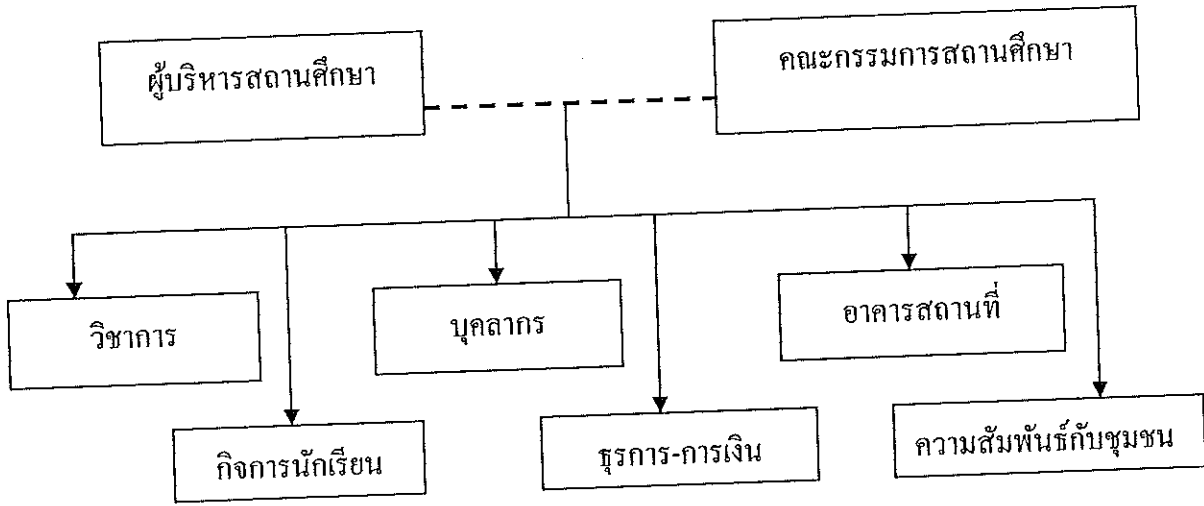 ผู้บริหารสถานศึกษา
คณะกรรมการสถานศึกษา
วิชาการ
บุคลากร
อาคารสถานที่
กิจการนักเรียน
ธุรการ-การเงิน
ความสัมพันธ์กับชุมชน